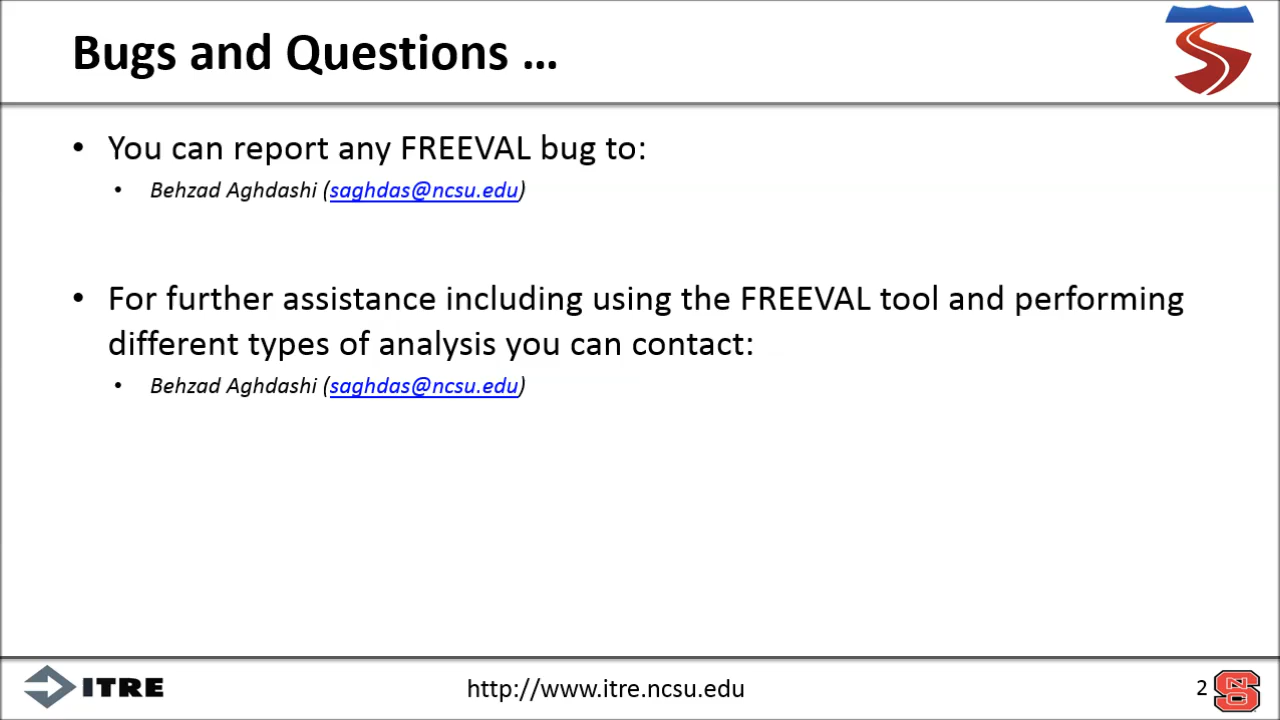 Bugs and Questions ...
• You can report any FREEVAL bug to:
• Behzad Aghdashi (saghdas@ncsu.edu)
• For further assistance including using the FREEVAL tool and performing
different types of analysis you can contact:
• Behzad Aghdashi (saghdas@ncsu.edu)
ITRE
http://www.itre.ncsu.edu
2
NCS